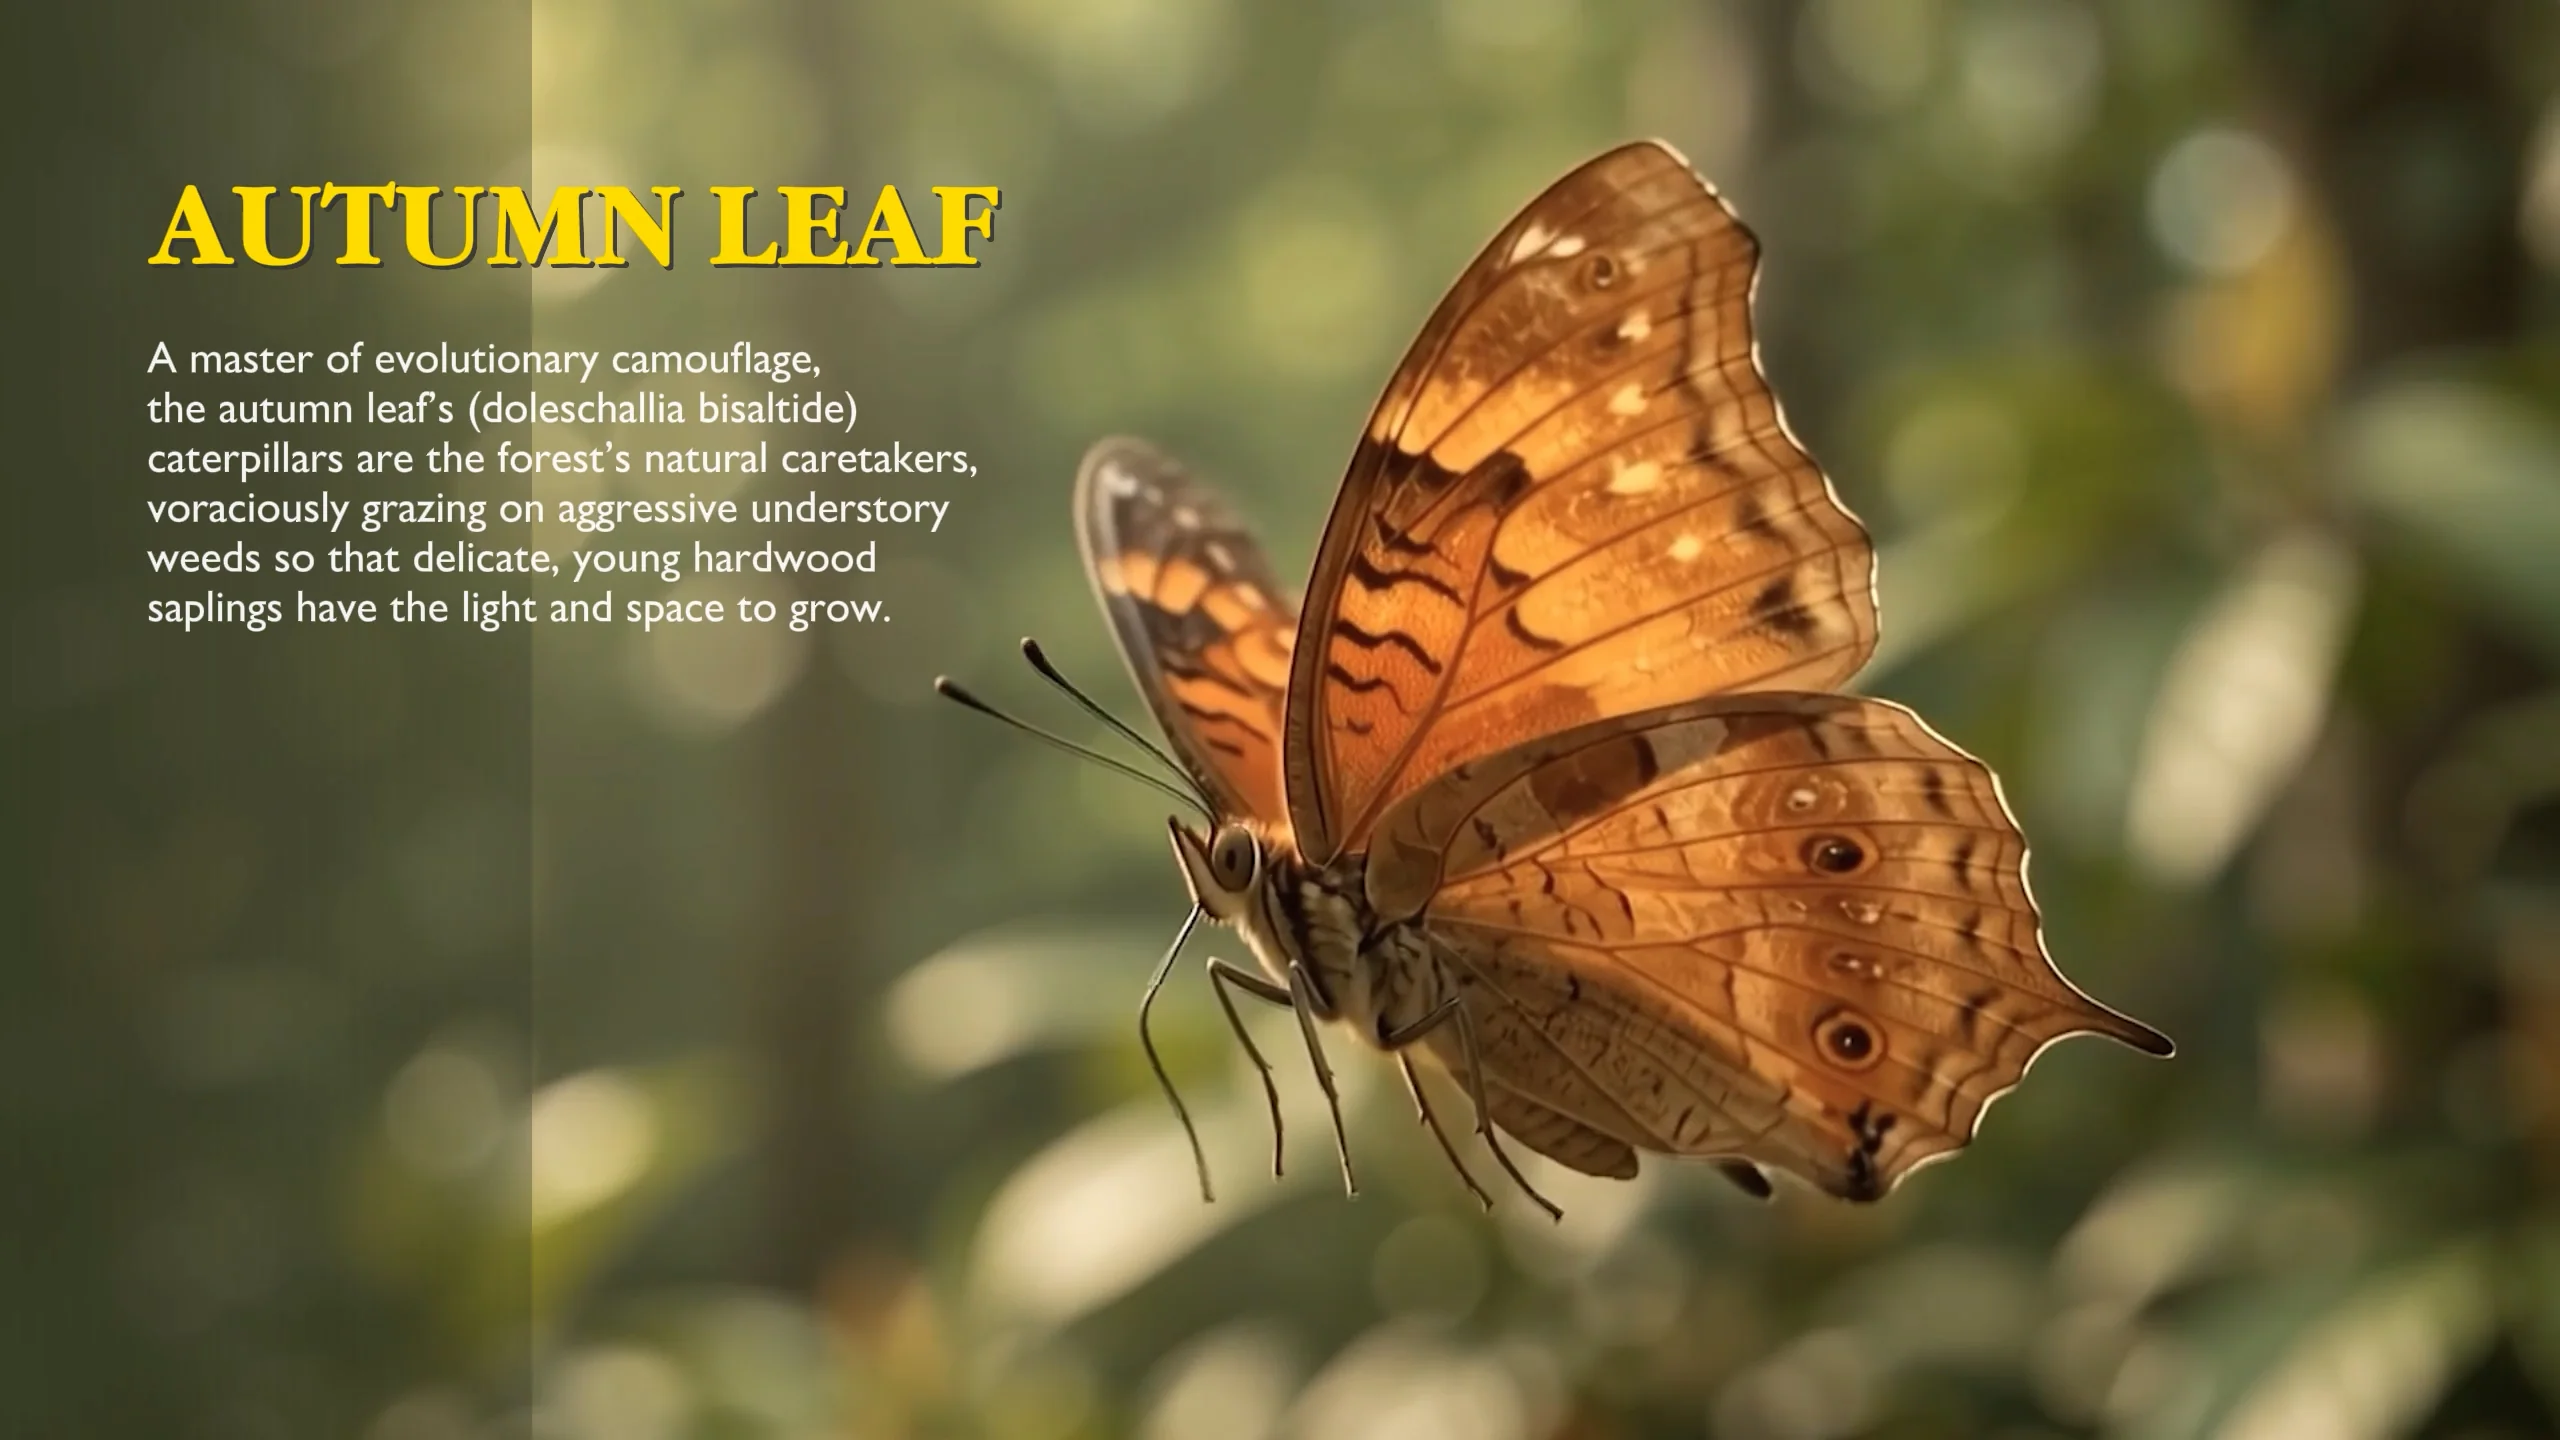 AUTUMN LEAF
A master of evolutionary camouflage,
the autumn leaf’s (doleschallia bisaltide)
caterpillars are the forest’s natural caretakers,
voraciously grazing on aggressive understory
weeds so that delicate, young hardwood
saplings have the light and space to grow.